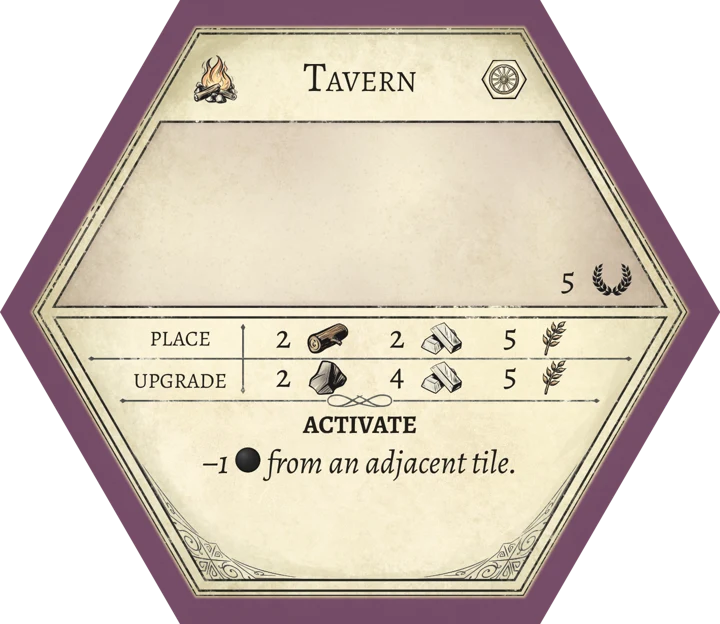 Tavern
5
PLACE 2 2 5
UPGRADE 2 4 5
ACTIVATE
–1 from an adjacent tile.